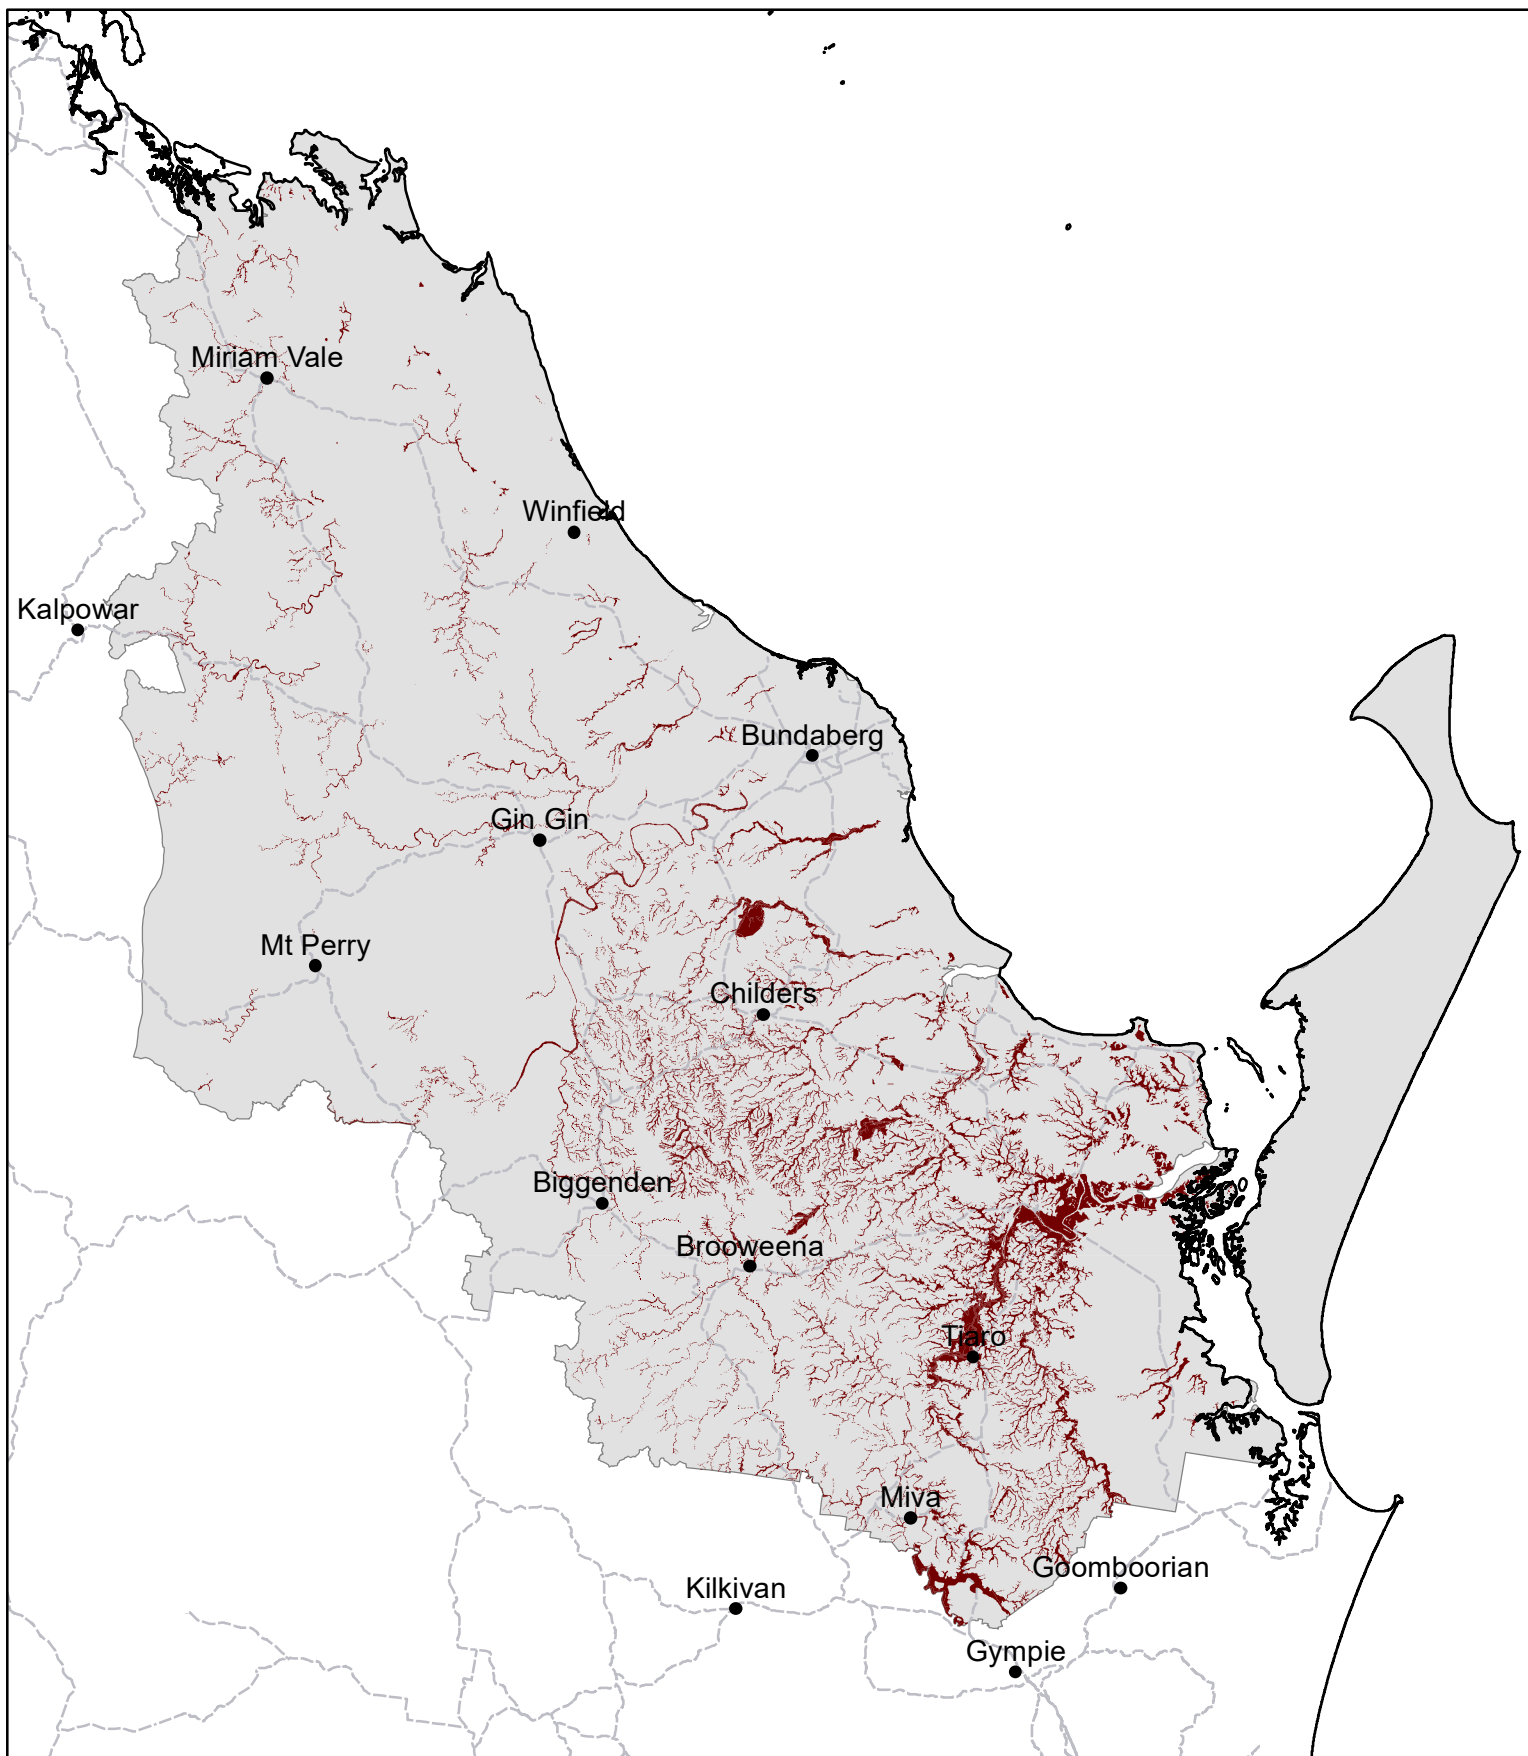 Miriam Vale
Winfield
Kalpowar
Bundaberg
Gin Gin
Mt Perry
Childers
Biggenden
Brooweena
Tiaro
Miva
Goomboorian
Kilkivan
Gympie